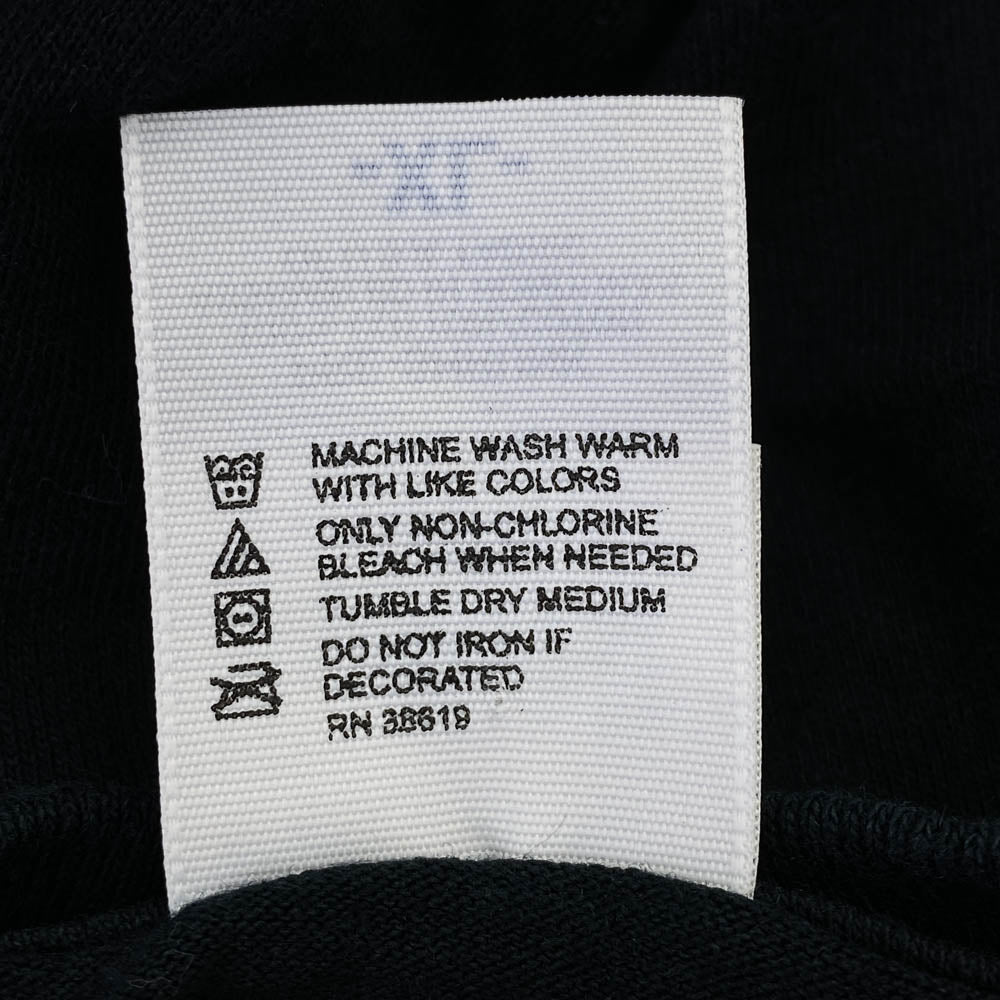 MACHINE WASH WARM
WITH LIKE COLORS
ONLY NON-CHLORINE
BLEACH WHEN NEEDED
TUMBLE DRY MEDIUM
DO NOT IRON IF
DECORATED
RN 38619